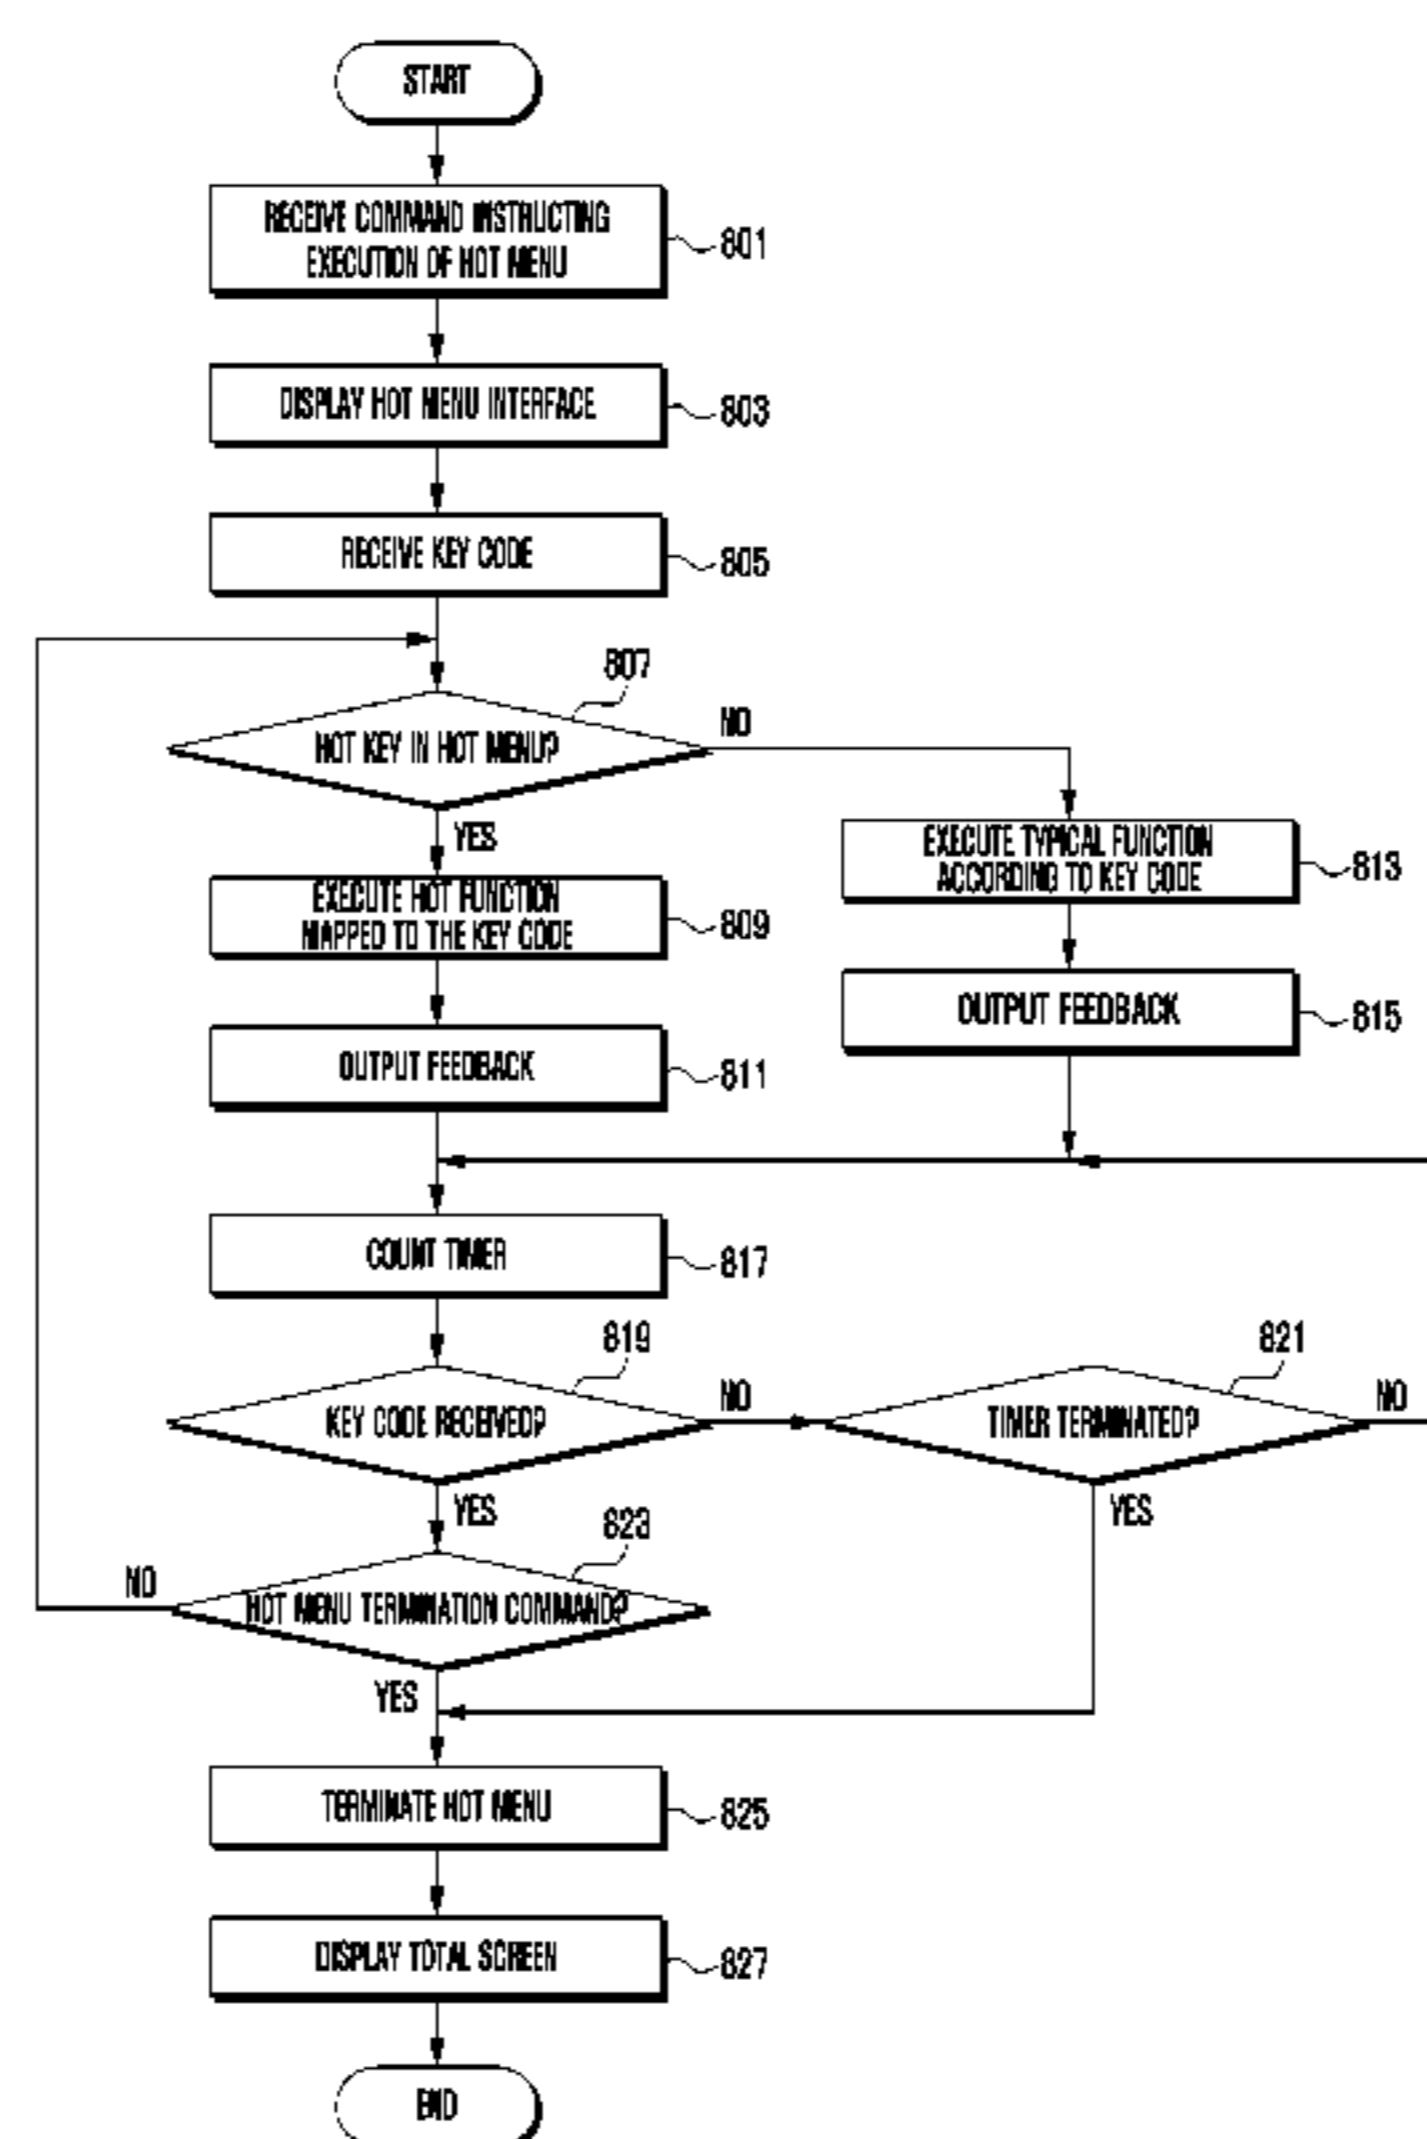 START
RECEIVE COMMAND INSTRUCTING
EXECUTION OF HOT MENU
801
DISPLAY HOT MENU INTERFACE
803
RECEIVE KEY CODE
805
807
HOT KEY IN HOT MENU?
NO
YES
EXECUTE TYPICAL FUNCTION
ACCORDING TO KEY CODE
813
EXECUTE HOT FUNCTION
MAPPED TO THE KEY CODE
809
OUTPUT FEEDBACK
815
OUTPUT FEEDBACK
811
COUNT TIMER
817
819
KEY CODE RECEIVED?
NO
821
TIMER TERMINATED?
NO
YES
YES
823
NO
HOT MENU TERMINATION COMMAND?
YES
TERMINATE HOT MENU
825
DISPLAY TOTAL SCREEN
827
END